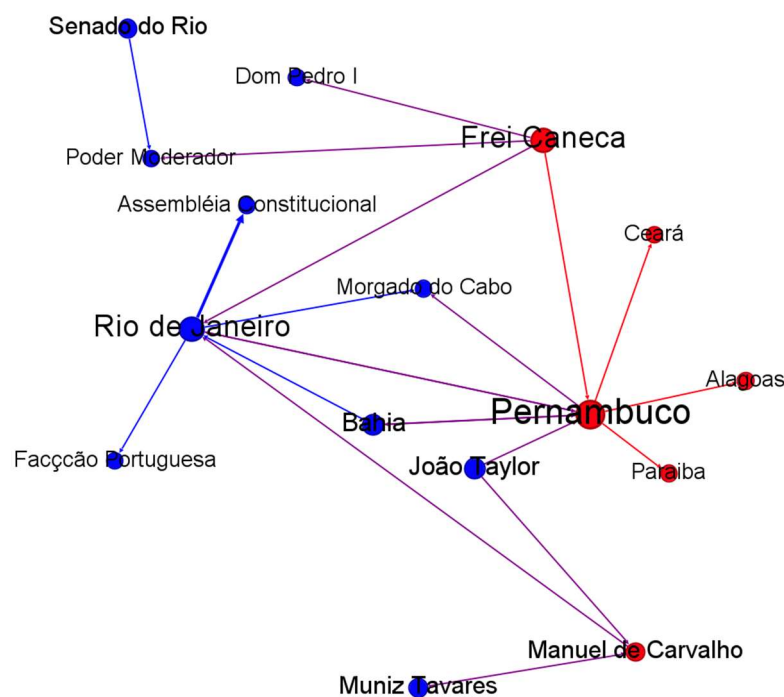 Senado do Rio
Dom Pedro I
Frei Caneca
Poder Moderador
Assembléia Constitucional
Ceará
Morgado do Cabo
Rio de Janeiro
Alagoas
Pernambuco
Bahia
Facçcão Portuguesa
João Taylor
Paraiba
Manuel de Carvalho
Muniz Tavares